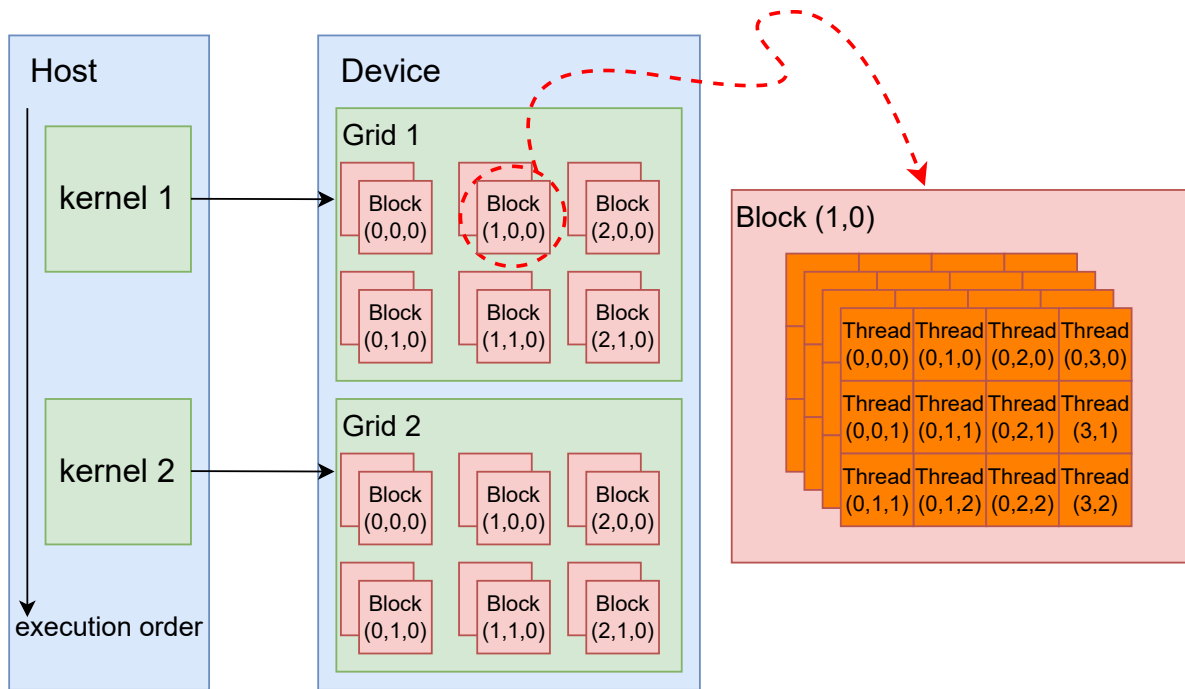 Host
kernel 1
kernel 2
execution order
Device
Grid 1
Block
(0,0,0)
Block
(1,0,0)
Block
(2,0,0)
Block
(0,1,0)
Block
(1,1,0)
Block
(2,1,0)
Grid 2
Block
(0,0,0)
Block
(1,0,0)
Block
(2,0,0)
Block
(0,1,0)
Block
(1,1,0)
Block
(2,1,0)
Block (1,0)
Thread
(0,0,0)
Thread
(0,1,0)
Thread
(0,2,0)
Thread
(0,3,0)
Thread
(0,0,1)
Thread
(0,1,1)
Thread
(0,2,1)
Thread
(3,1)
Thread
(0,1,1)
Thread
(0,1,2)
Thread
(0,2,2)
Thread
(3,2)